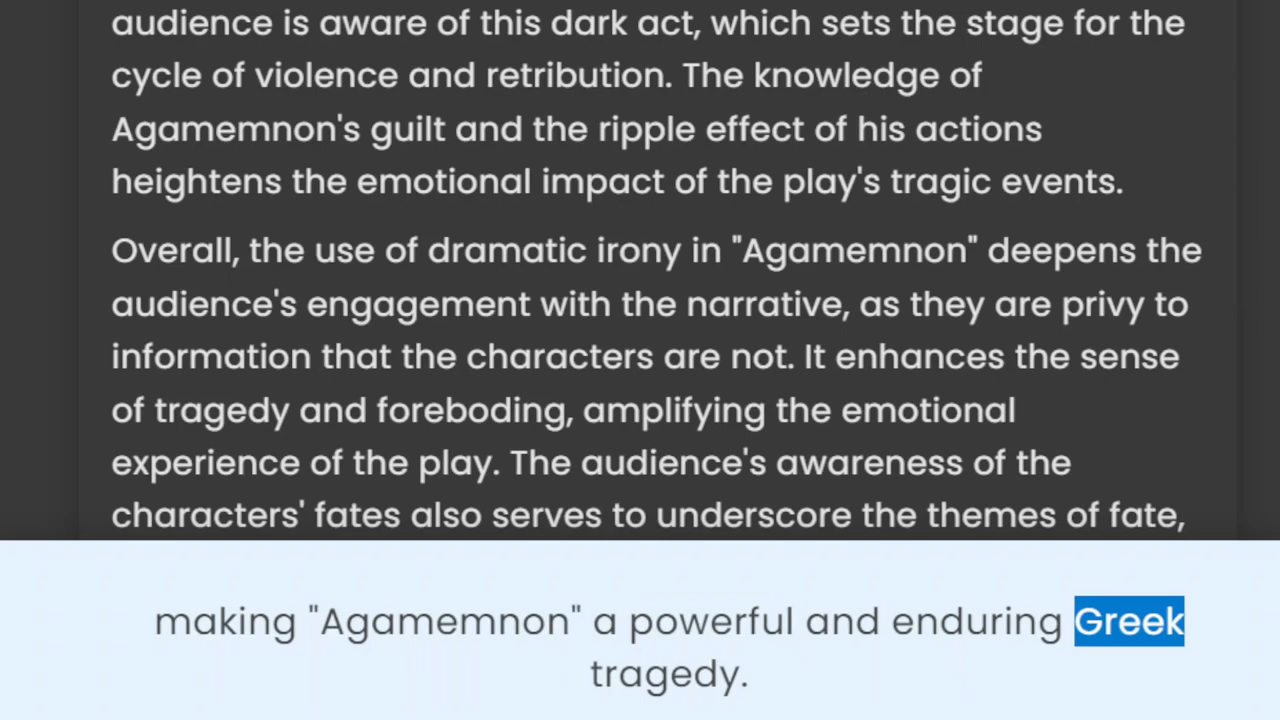 audience is aware of this dark act, which sets the stage for the
cycle of violence and retribution. The knowledge of
Agamemnon's guilt and the ripple effect of his actions
heightens the emotional impact of the play's tragic events.
Overall, the use of dramatic irony in "Agamemnon" deepens the
audience's engagement with the narrative, as they are privy to
information that the characters are not. It enhances the sense
of tragedy and foreboding, amplifying the emotional
experience of the play. The audience's awareness of the
characters' fates also serves to underscore the themes of fate,
making "Agamemnon" a powerful and enduring Greek
tragedy.